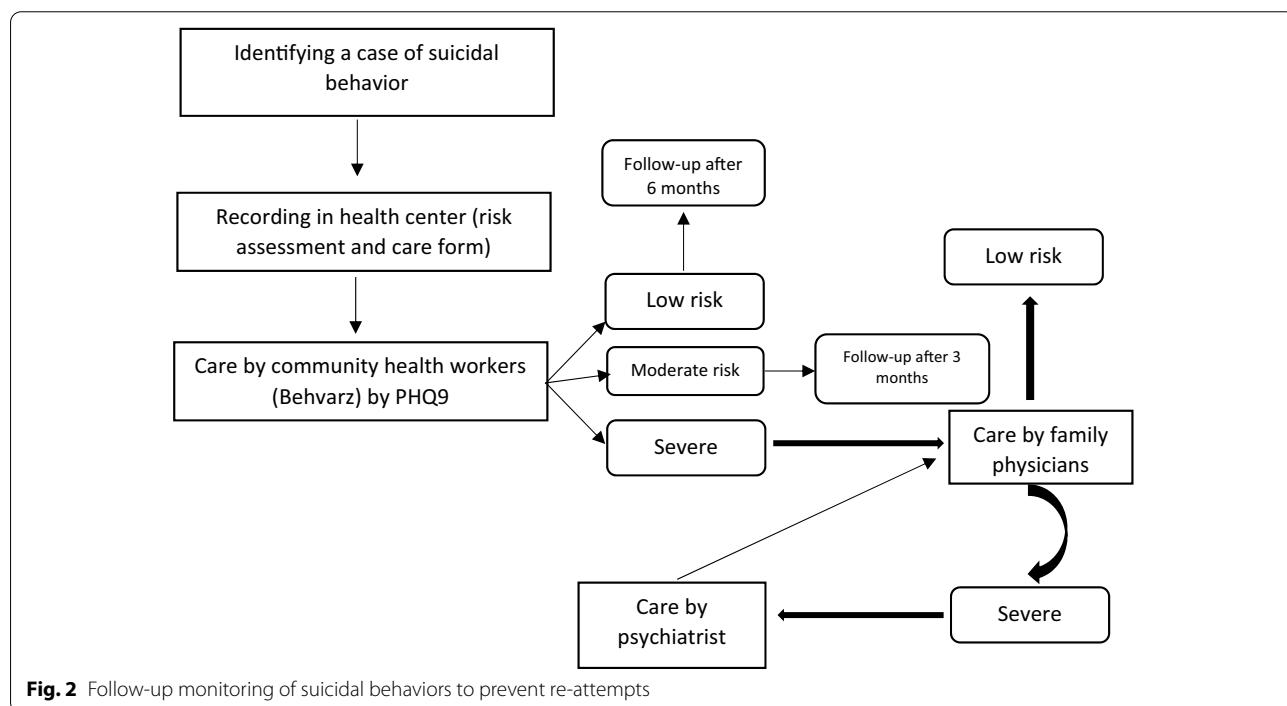 Identifying a case of suicidal
behavior
Recording in health center (risk
assessment and care form)
Care by community health workers
(Behvarz) by PHQ9
Follow-up after
6 months
Low risk
Moderate risk
Follow-up after 3
months
Severe
Low risk
Care by family
physicians
Severe
Care by
psychiatrist
Fig. 2 Follow-up monitoring of suicidal behaviors to prevent re-attempts